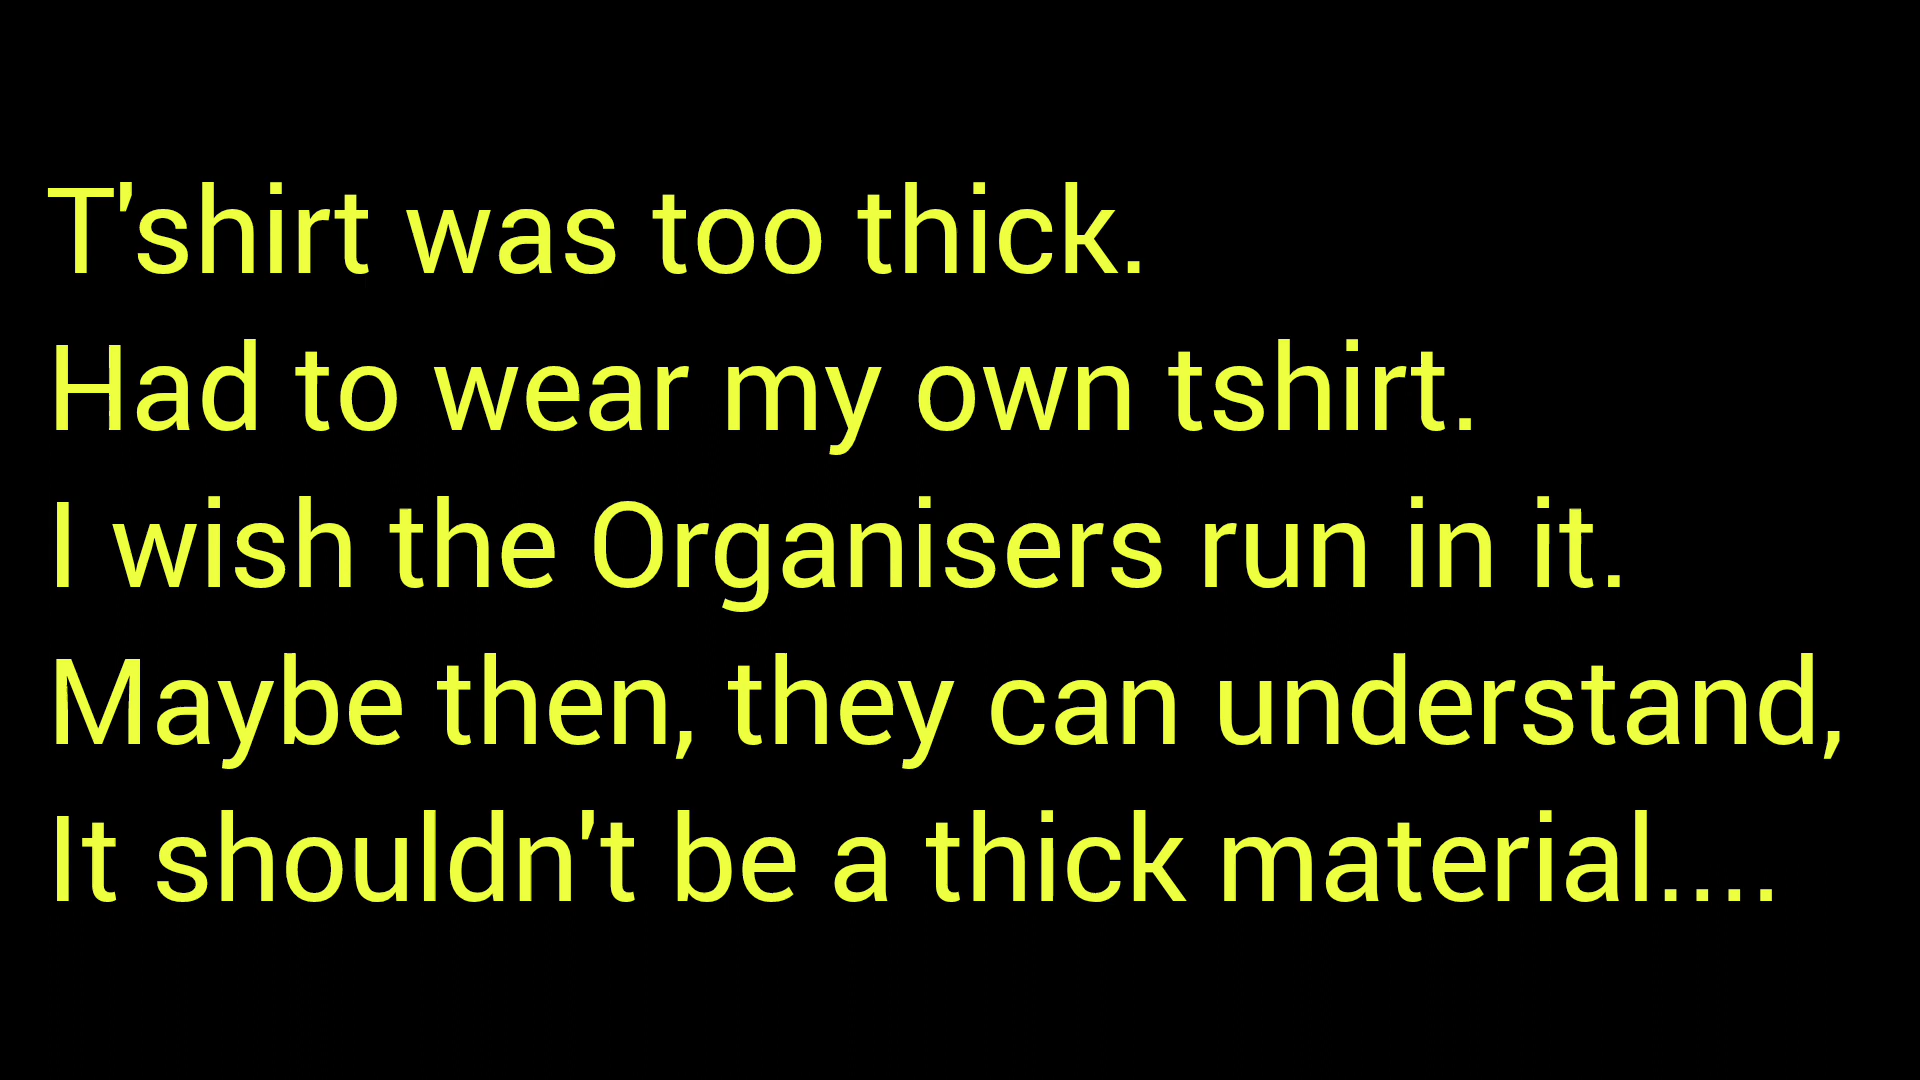 T'shirt was too thick.
Had to wear my own tshirt.
I wish the Organisers run in it.
Maybe then, they can understand,
It shouldn't be a thick material....